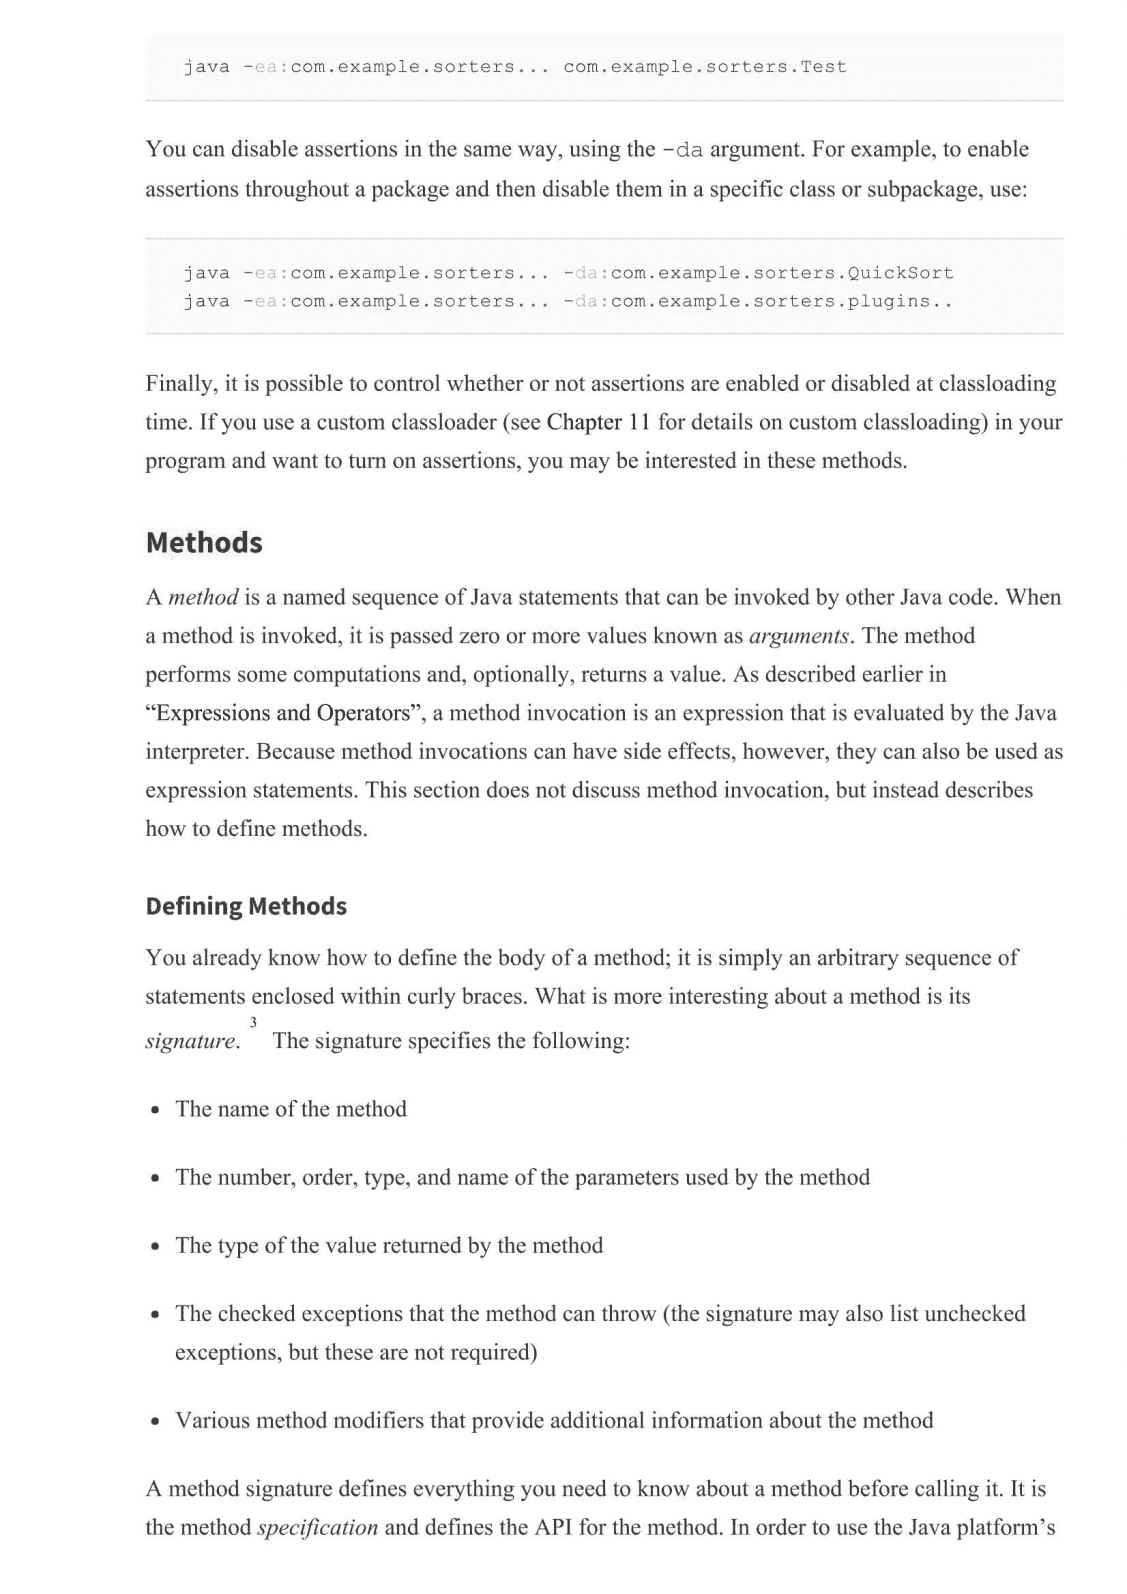 java -ea:com.example.sorters... com.example.sorters.Test
You can disable assertions in the same way, using the -da argument. For example, to enable
assertions throughout a package and then disable them in a specific class or subpackage, use:
java -ea:com.example.sorters... -da:com.example.sorters.QuickSort
java -ea:com.example.sorters... -da:com.example.sorters.plugins..
Finally, it is possible to control whether or not assertions are enabled or disabled at classloading
time. If you use a custom classloader (see Chapter 11 for details on custom classloading) in your
program and want to turn on assertions, you may be interested in these methods.
Methods
A method is a named sequence of Java statements that can be invoked by other Java code. When
a method is invoked, it is passed zero or more values known as arguments. The method
performs some computations and, optionally, returns a value. As described earlier in
“Expressions and Operators”, a method invocation is an expression that is evaluated by the Java
interpreter. Because method invocations can have side effects, however, they can also be used as
expression statements. This section does not discuss method invocation, but instead describes
how to define methods.
Defining Methods
You already know how to define the body of a method; it is simply an arbitrary sequence of
statements enclosed within curly braces. What is more interesting about a method is its
signature. 3 The signature specifies the following:
• The name of the method
• The number, order, type, and name of the parameters used by the method
• The type of the value returned by the method
• The checked exceptions that the method can throw (the signature may also list unchecked
exceptions, but these are not required)
• Various method modifiers that provide additional information about the method
A method signature defines everything you need to know about a method before calling it. It is
the method specification and defines the API for the method. In order to use the Java platform’s